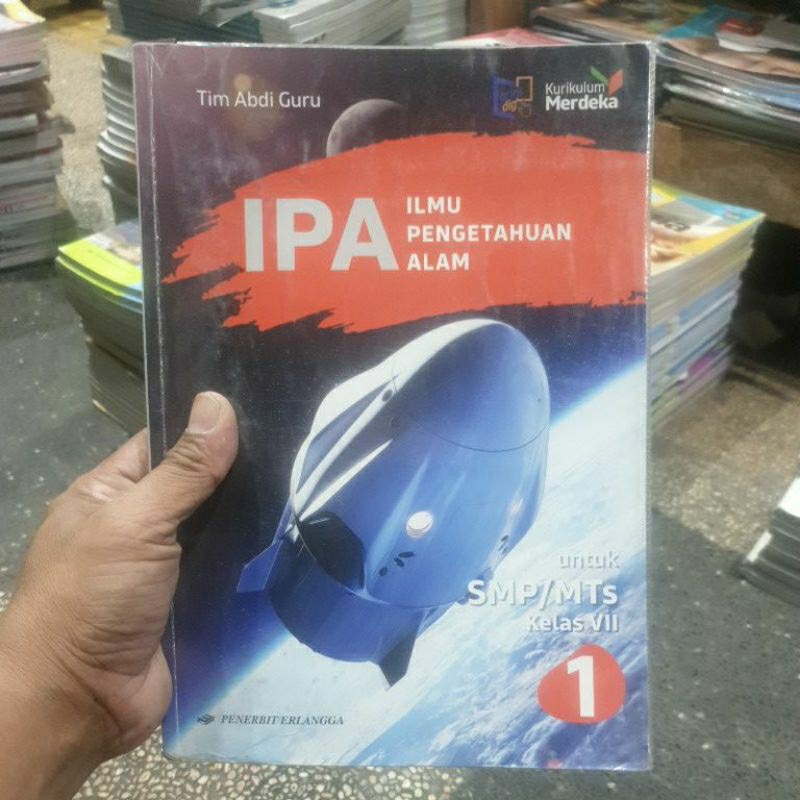 Tim Abdi Guru
Kurikulum
Merdeka
IPA
ILMU
PENGETAHUAN
ALAM
untuk
SMP/MTs
Kelas VII
1
PENERBIT ERLANGGA